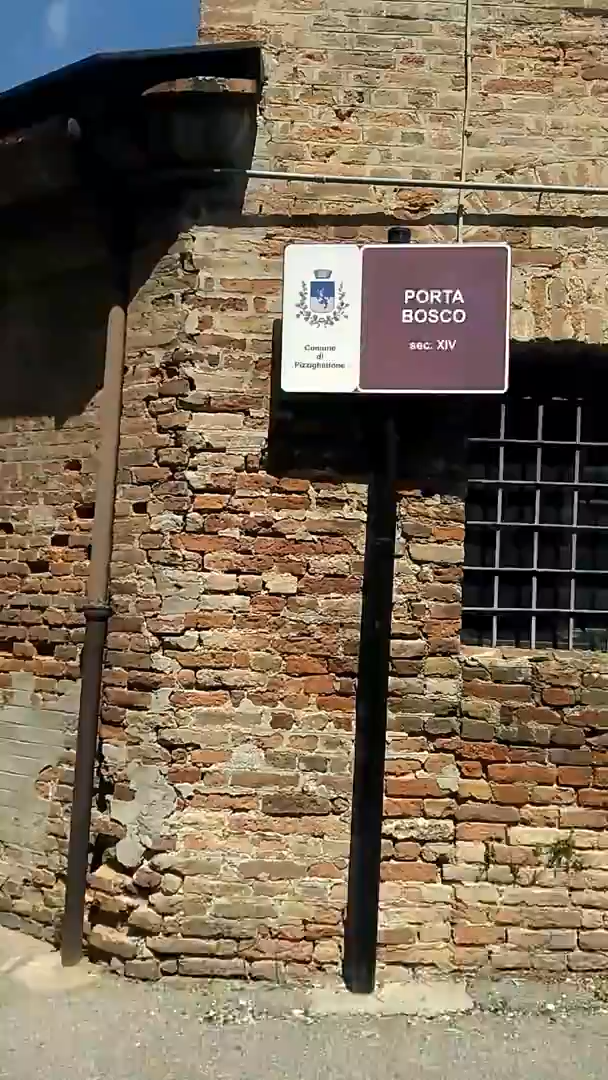 Comune
di
Pizzighettone
PORTA
BOSCO
sec. XIV